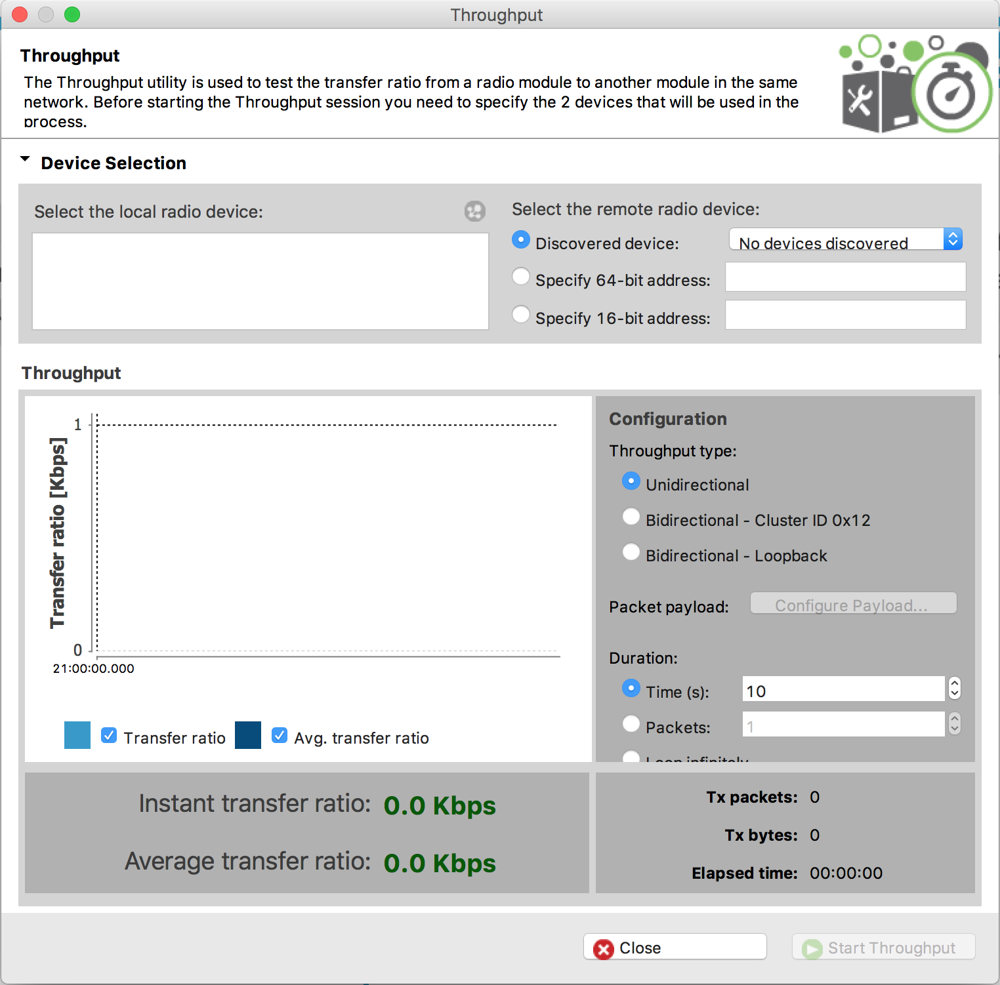 Throughput
Throughput
The Throughput utility is used to test the transfer ratio from a radio module to another module in the same
network. Before starting the Throughput session you need to specify the 2 devices that will be used in the
process.
Device Selection
Select the local radio device:
Select the remote radio device:
Discovered device:
No devices discovered
Specify 64-bit address:
Specify 16-bit address:
Throughput
Transfer ratio [Kbps]
1
0
21:00:00.000
Transfer ratio
Avg. transfer ratio
Configuration
Throughput type:
Unidirectional
Bidirectional - Cluster ID 0x12
Bidirectional - Loopback
Packet payload:
Configure Payload...
Duration:
Time (s):
10
Packets:
1
Loop infinitely
Instant transfer ratio: 0.0 Kbps
Average transfer ratio: 0.0 Kbps
Tx packets: 0
Tx bytes: 0
Elapsed time: 00:00:00
Close
Start Throughput